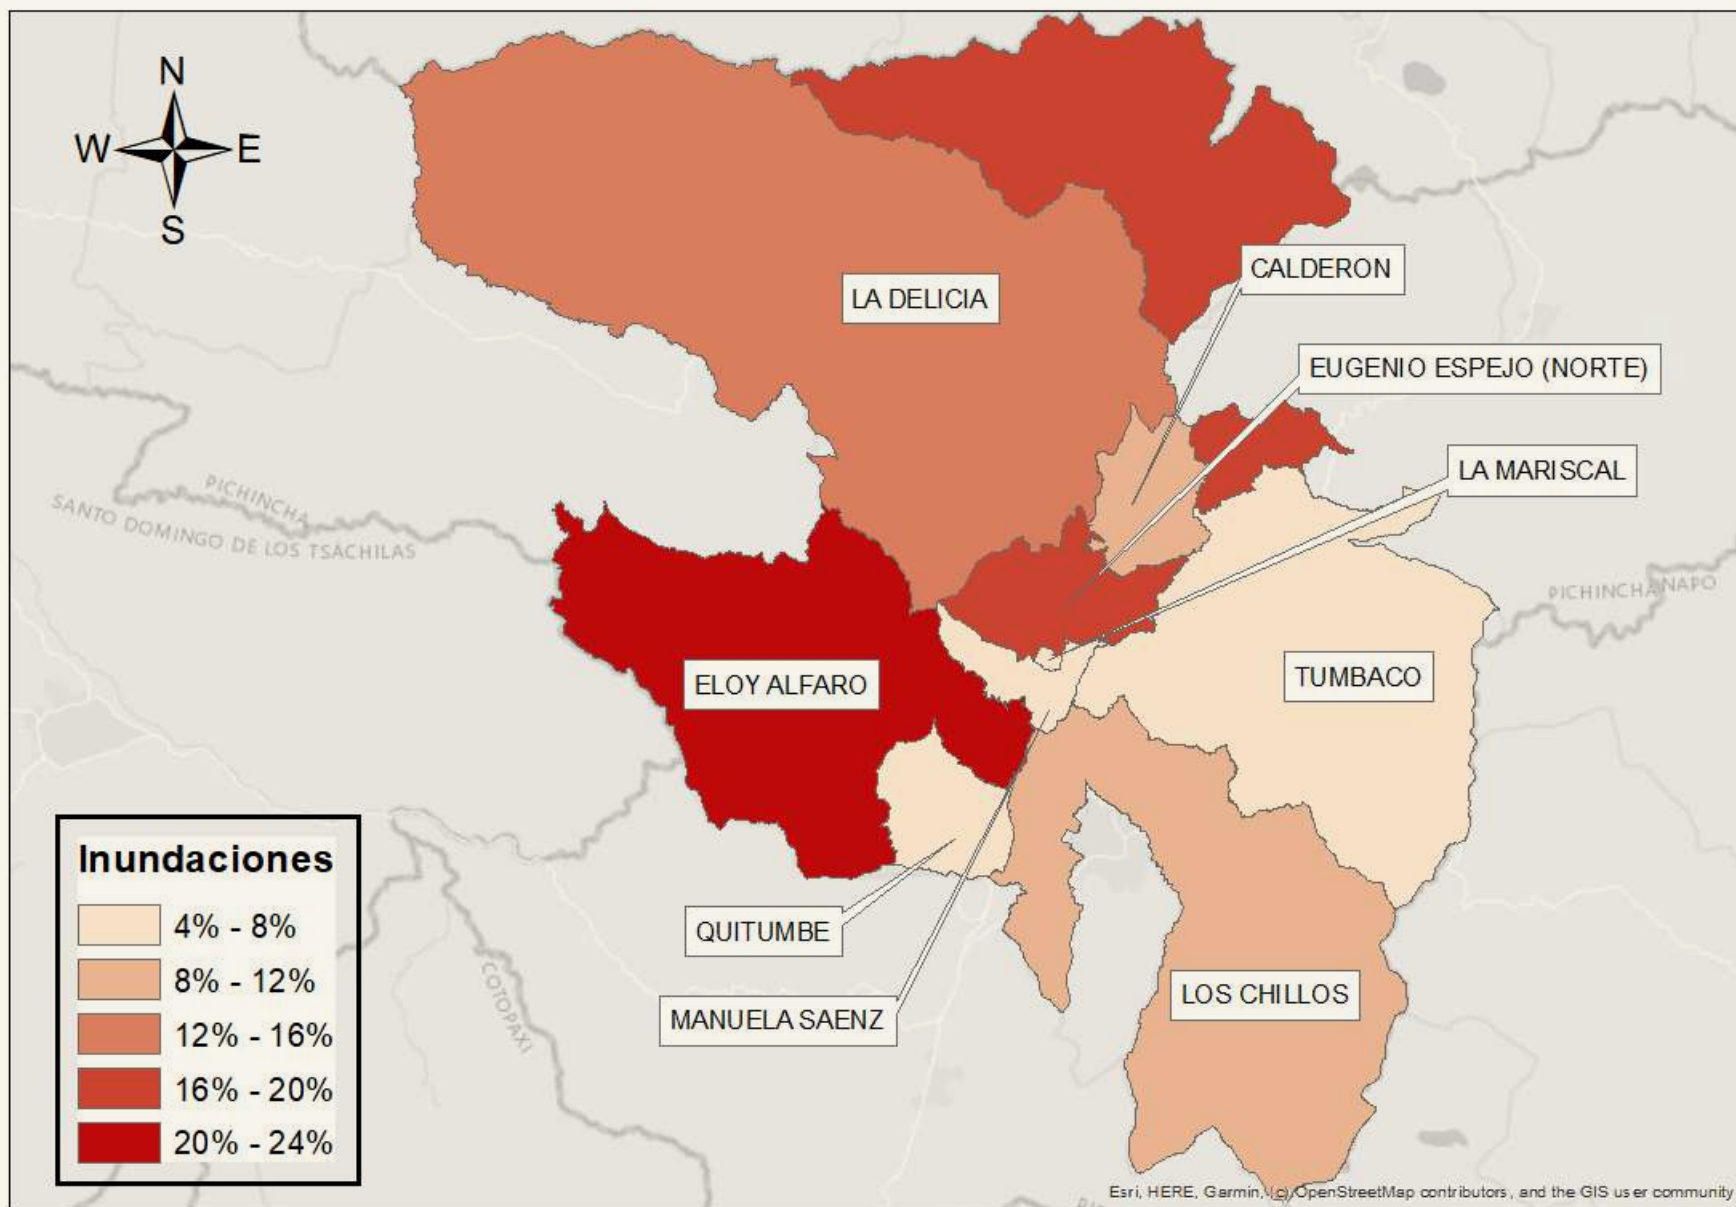 N
W E
S
CALDERON
LA DELICIA
EUGENIO ESPEJO (NORTE)
LA MARISCAL
PICHINCHA
SANTO DOMINGO DE LOS TSÁCHILAS
PICHINCHA NAPO
ELOY ALFARO
TUMBACO
Inundaciones
4% - 8%
8% - 12%
12% - 16%
16% - 20%
20% - 24%
QUITUMBE
COTOPAXI
LOS CHILLOS
MANUELA SAENZ
Esri, HERE, Garmin, (c) OpenStreetMap contributors, and the GIS user community